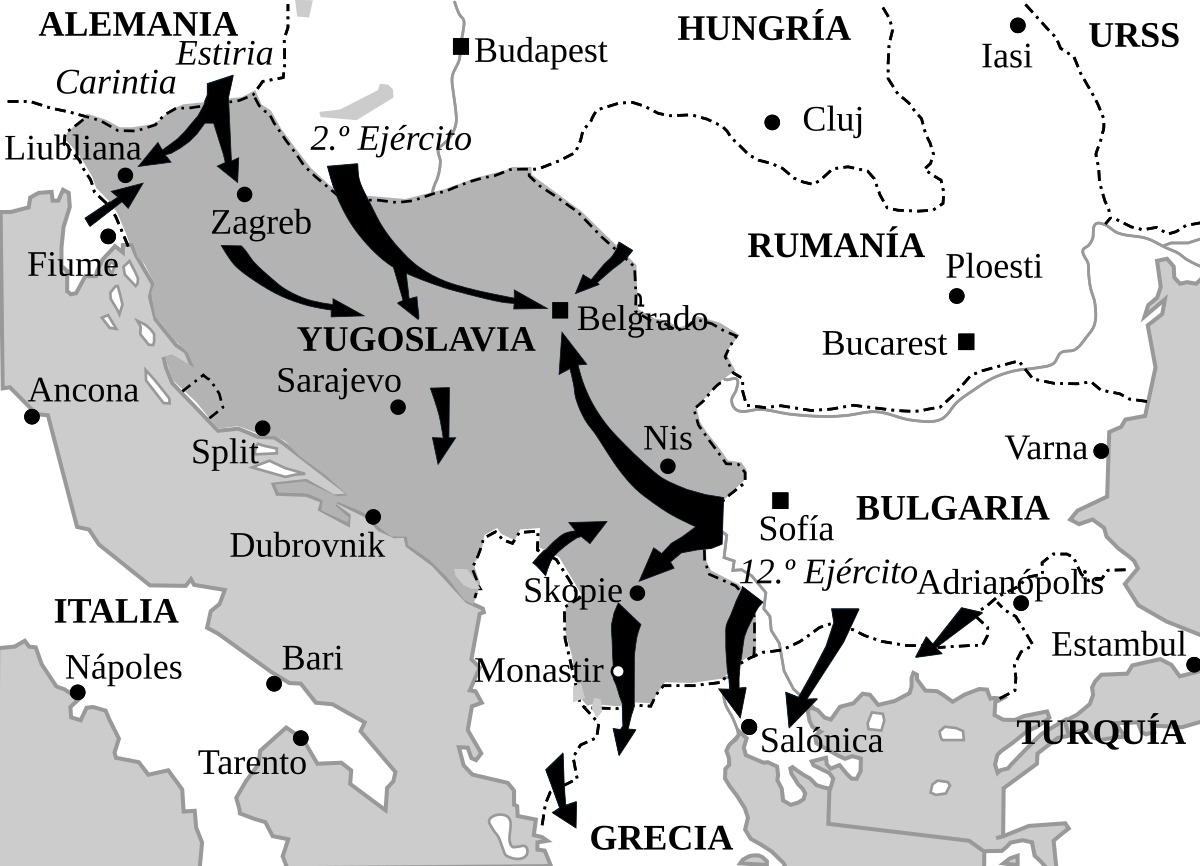 ALEMANIA
HUNGRÍA
URSS
Estiria
Budapest
Iasi
Carintia
2.º Ejército
Cluj
Liubliana
Zagreb
RUMANÍA
Fiume
Ploesti
Belgrado
YUGOSLAVIA
Bucarest
Sarajevo
Ancona
Split
Nis
Varna
BULGARIA
Sofía
Dubrovnik
12.º Ejército
Adrianópolis
Skopie
ITALIA
Estambul
Nápoles
Bari
Monastir
TURQUÍA
Salónica
Tarento
GRECIA